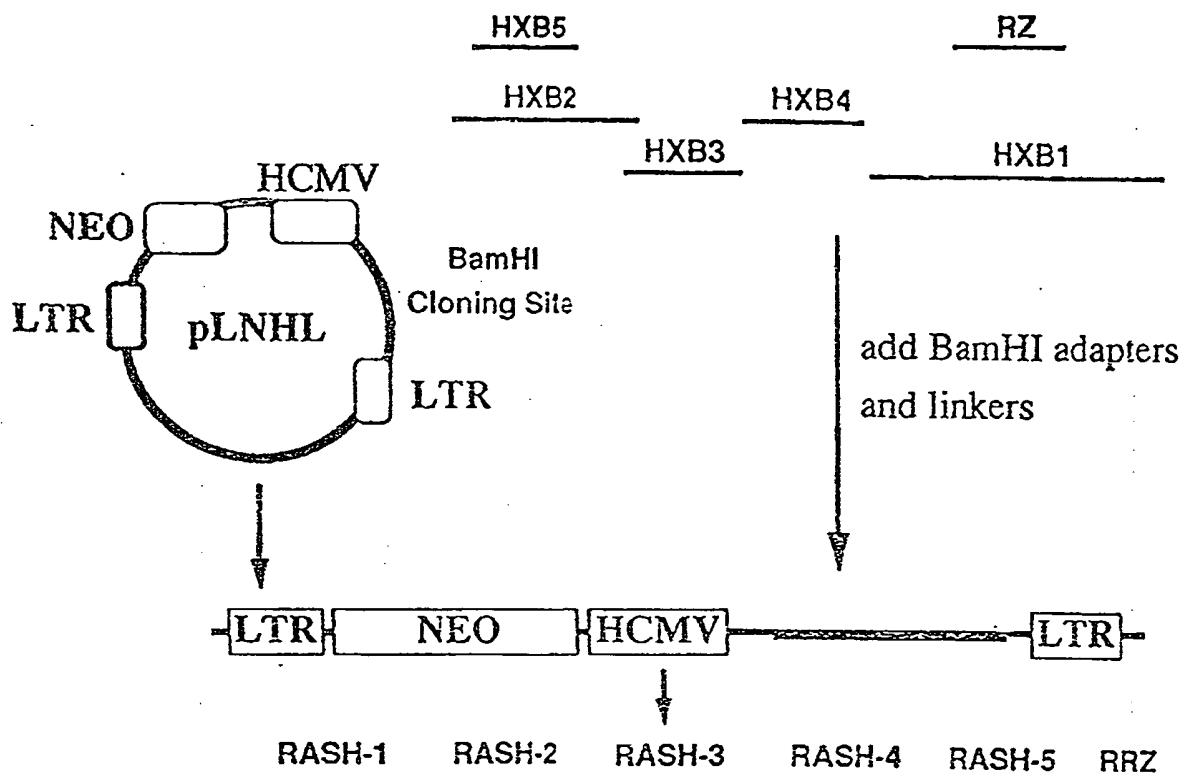 HXB5 RZ
HXB2 HXB4
HXB3 HXB1
HCMV
NEO
BamHI
Cloning Site
LTR pLNHL
add BamHI adapters
LTR
and linkers
LTR NEO HCMV LTR
RASH-1 RASH-2 RASH-3 RASH-4 RASH-5 RRZ